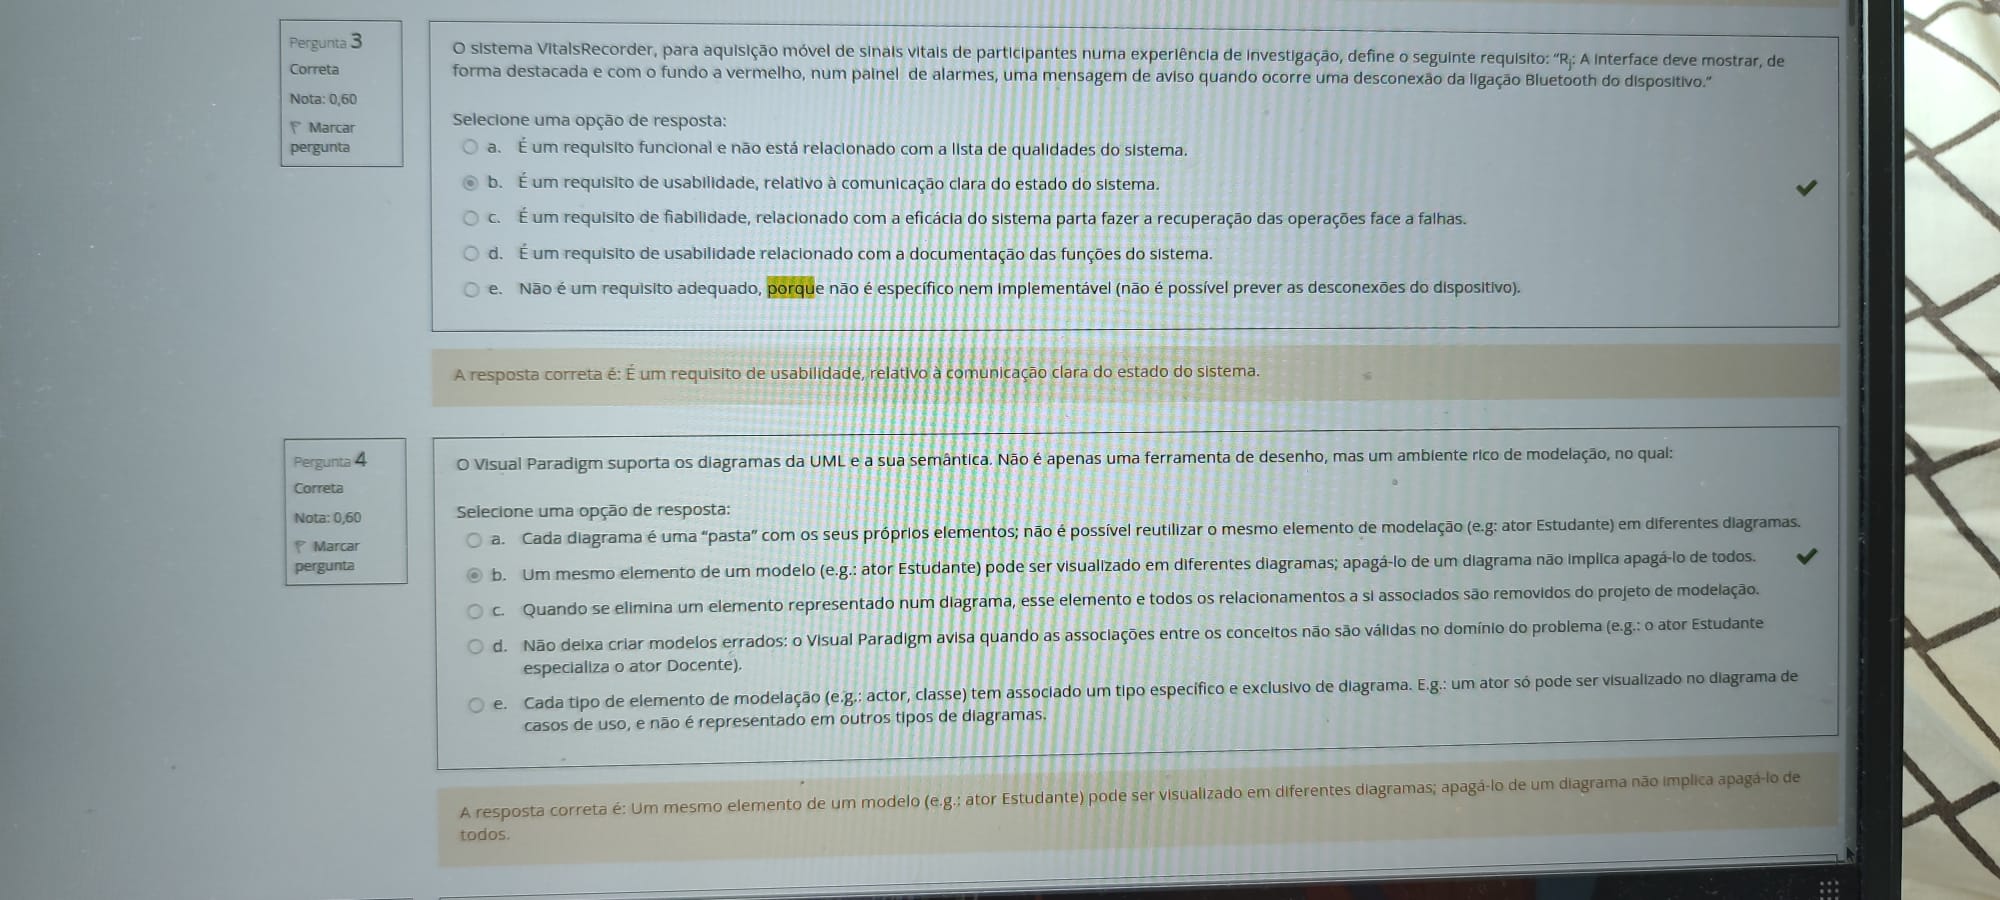 Pergunta 3
Correta
Nota: 0,60
Marcar
pergunta
O sistema VitalsRecorder, para aquisição móvel de sinais vitais de participantes numa experiência de investigação, define o seguinte requisito: “Rj: A interface deve mostrar, de
forma destacada e com o fundo a vermelho, num painel de alarmes, uma mensagem de aviso quando ocorre uma desconexão da ligação Bluetooth do dispositivo.”
Selecione uma opção de resposta:
a. É um requisito funcional e não está relacionado com a lista de qualidades do sistema.
b. É um requisito de usabilidade, relativo à comunicação clara do estado do sistema.
c. É um requisito de fiabilidade, relacionado com a eficácia do sistema parta fazer a recuperação das operações face a falhas.
d. É um requisito de usabilidade relacionado com a documentação das funções do sistema.
e. Não é um requisito adequado, porque não é específico nem implementável (não é possível prever as desconexões do dispositivo).
A resposta correta é: É um requisito de usabilidade, relativo à comunicação clara do estado do sistema.
Pergunta 4
Correta
Nota: 0,60
Marcar
pergunta
O Visual Paradigm suporta os diagramas da UML e a sua semântica. Não é apenas uma ferramenta de desenho, mas um ambiente rico de modelação, no qual:
Selecione uma opção de resposta:
a. Cada diagrama é uma “pasta” com os seus próprios elementos; não é possível reutilizar o mesmo elemento de modelação (e.g: ator Estudante) em diferentes diagramas.
b. Um mesmo elemento de um modelo (e.g.: ator Estudante) pode ser visualizado em diferentes diagramas; apagá-lo de um diagrama não implica apagá-lo de todos.
c. Quando se elimina um elemento representado num diagrama, esse elemento e todos os relacionamentos a si associados são removidos do projeto de modelação.
d. Não deixa criar modelos errados: o Visual Paradigm avisa quando as associações entre os conceitos não são válidas no domínio do problema (e.g.: o ator Estudante
especializa o ator Docente).
e. Cada tipo de elemento de modelação (e.g.: actor, classe) tem associado um tipo específico e exclusivo de diagrama. E.g.: um ator só pode ser visualizado no diagrama de
casos de uso, e não é representado em outros tipos de diagramas.
A resposta correta é: Um mesmo elemento de um modelo (e.g.: ator Estudante) pode ser visualizado em diferentes diagramas; apagá-lo de um diagrama não implica apagá-lo de
todos.